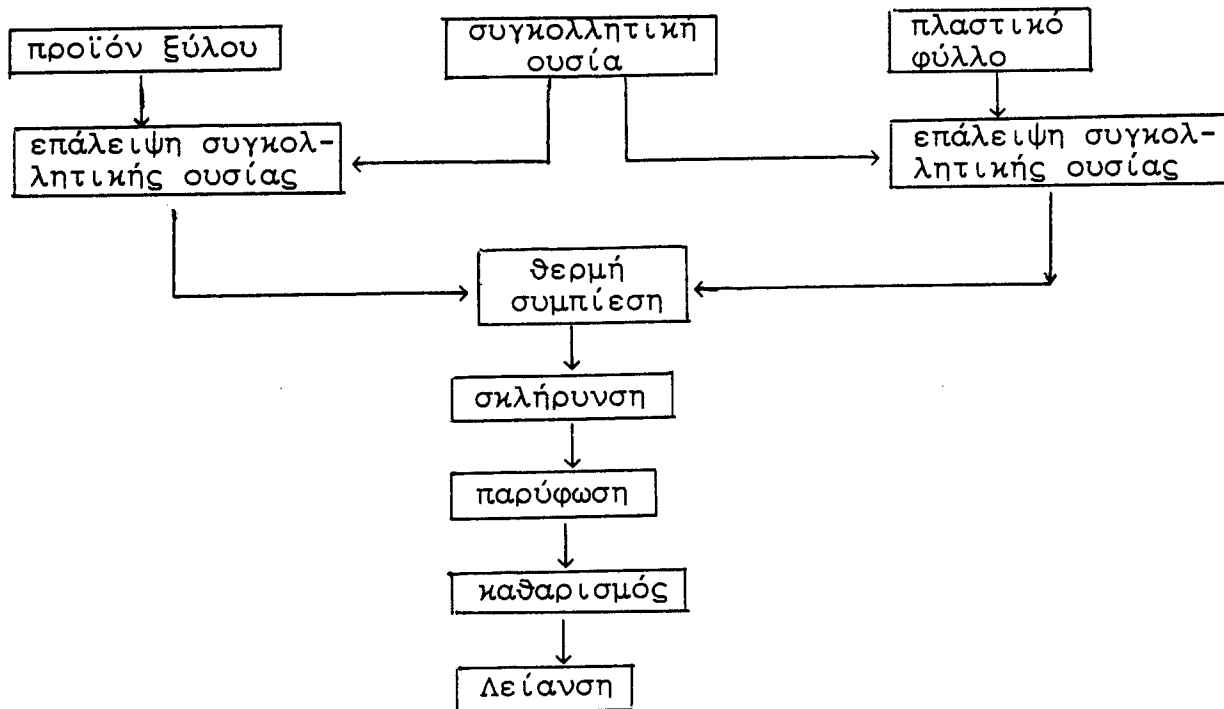 προϊόν ξύλου
συγκολλητική
ουσία
πλαστικό
φύλλο
επάλειψη συγκολ-
λητικής ουσίας
επάλειψη συγκολ-
λητικής ουσίας
θερμή
συμπίεση
σκλήρυνση
παρύφωση
καθαρισμός
Λείανση